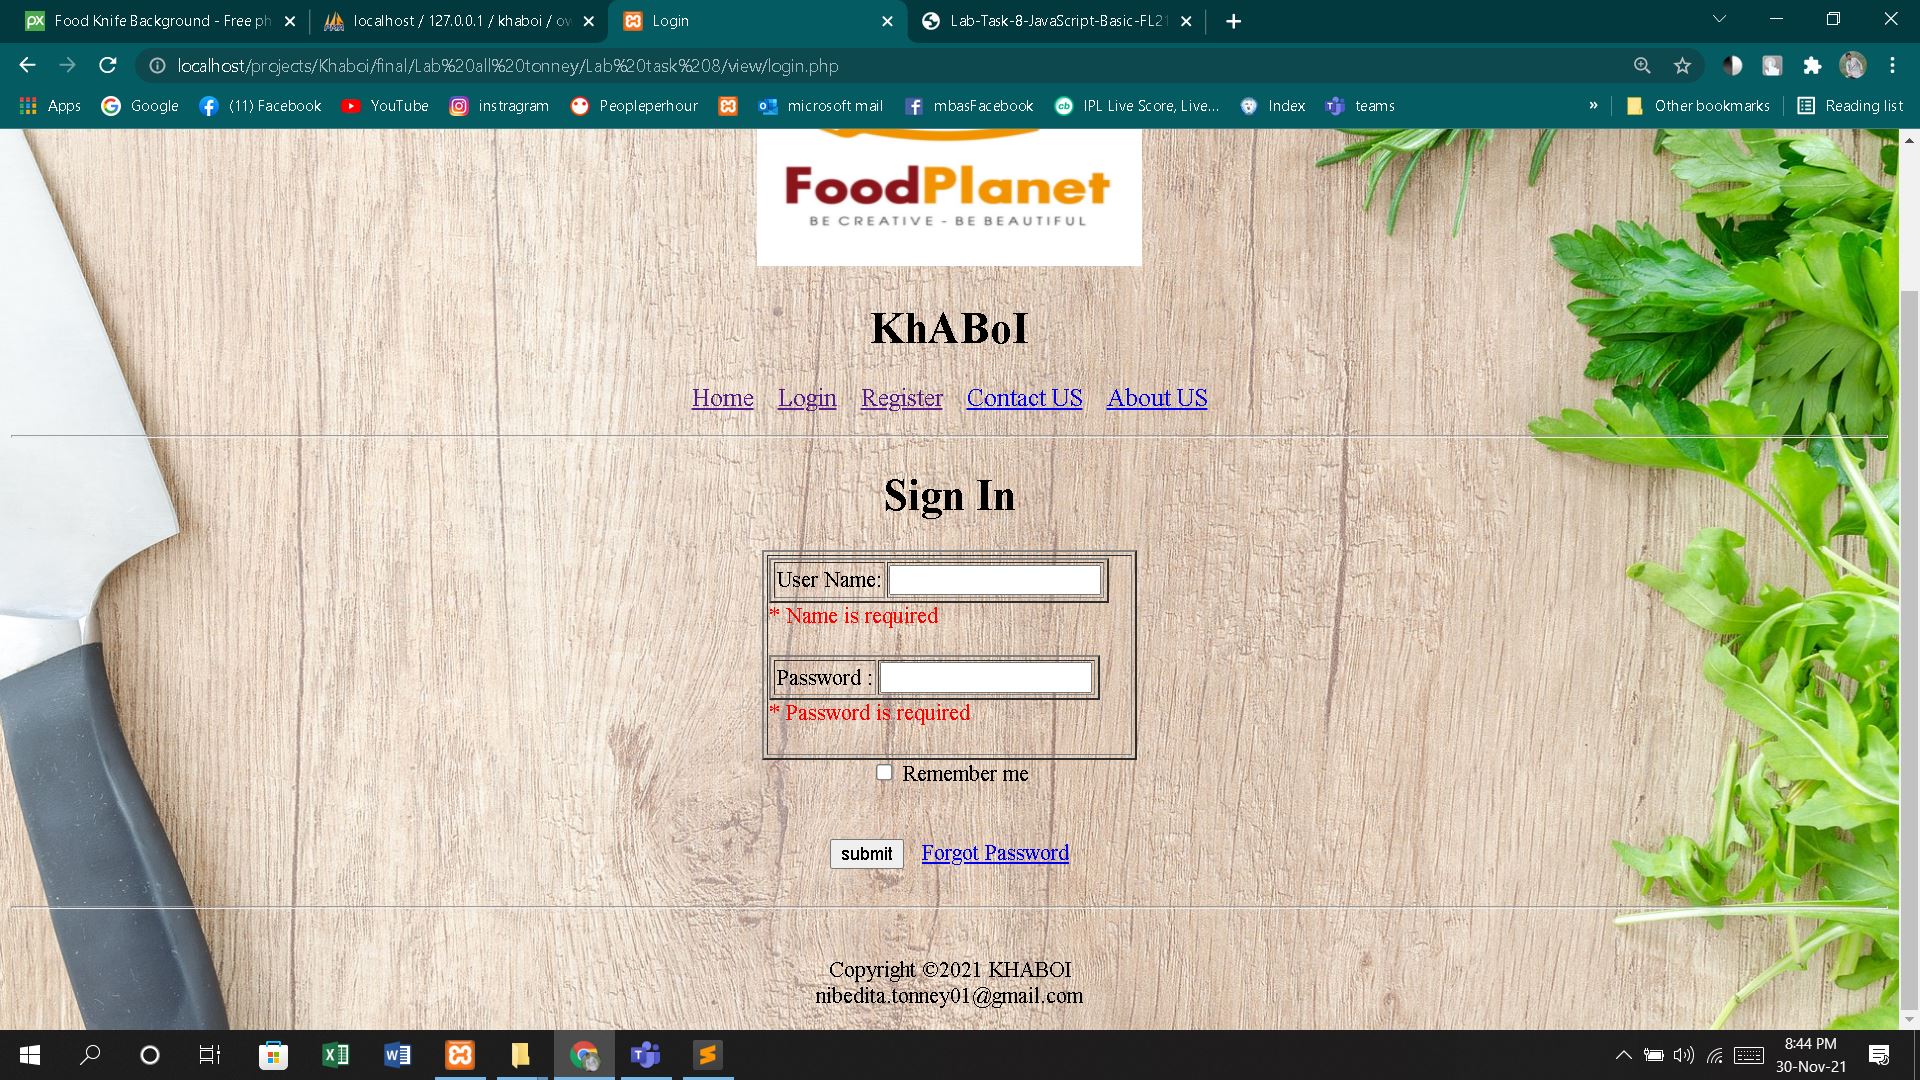 Food Knife Background - Free ph
localhost / 127.0.0.1 / khaboi / ow
Login
Lab-Task-8-JavaScript-Basic-FL21
localhost/projects/Khaboi/final/Lab%20all%20tonney/Lab%20task%208/view/login.php
Apps
Google
(11) Facebook
YouTube
instragram
Peopleperhour
microsoft mail
mbasFacebook
IPL Live Score, Live...
Index
teams
»
Other bookmarks
Reading list
FoodPlanet
BE CREATIVE - BE BEAUTIFUL
KhABoI
Home Login Register Contact US About US
Sign In
User Name:
* Name is required
Password :
* Password is required
Remember me
submit Forgot Password
Copyright ©2021 KHABOI
nibedita.tonney01@gmail.com
8:44 PM
30-Nov-21